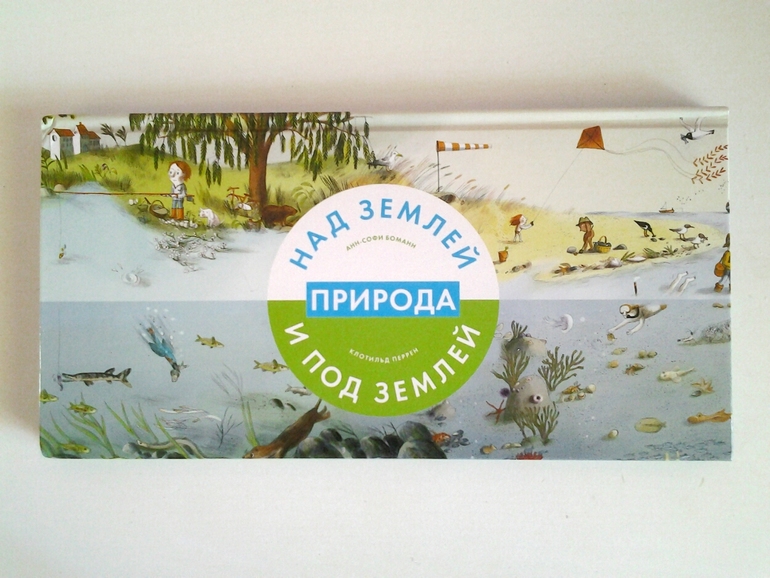 НАД ЗЕМЛЕЙ
АНН-СОФИ БОМАНН
ПРИРОДА
КЛОТИЛЬД ПЕРРЕН
И ПОД ЗЕМЛЕЙ